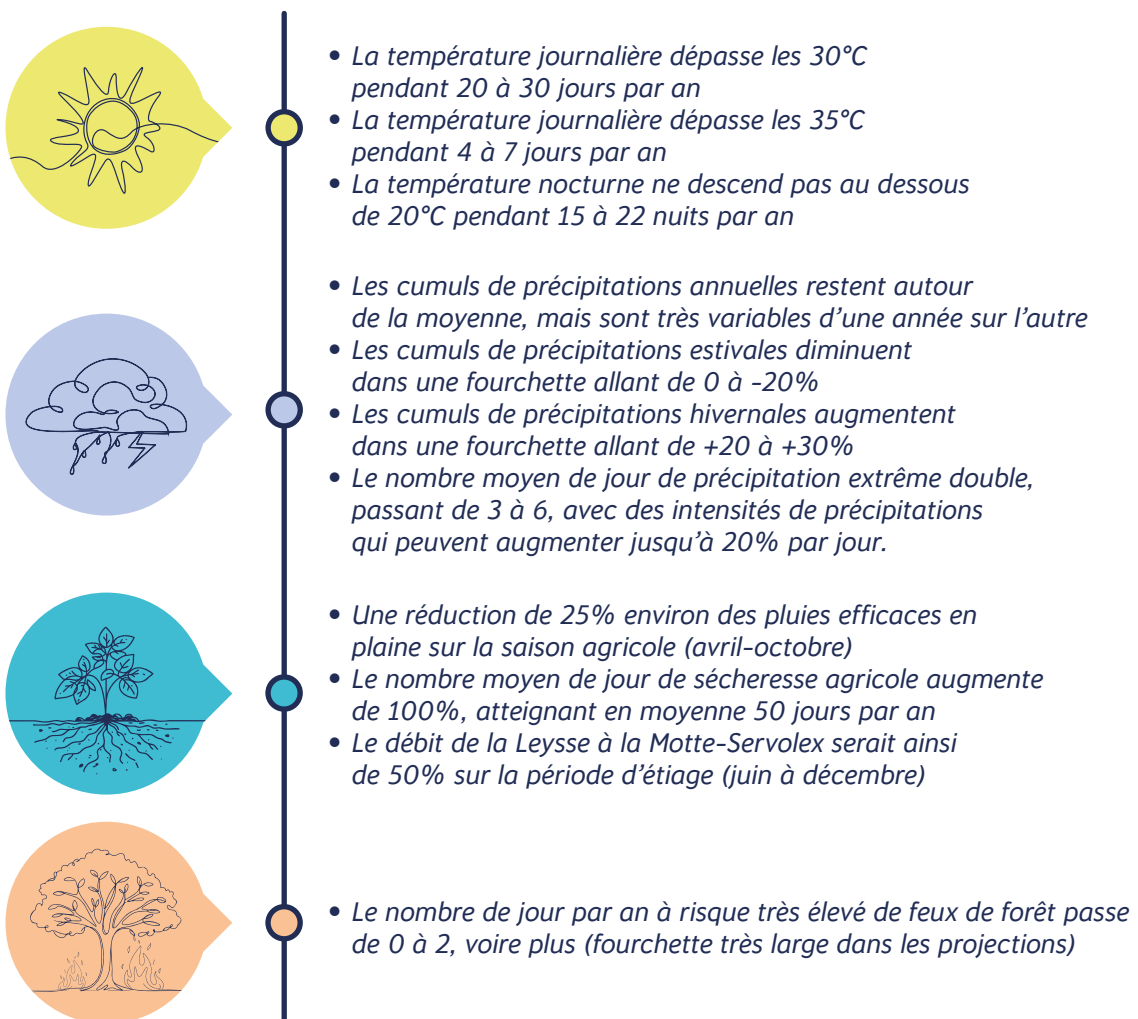 • La température journalière dépasse les 30°C
pendant 20 à 30 jours par an
• La température journalière dépasse les 35°C
pendant 4 à 7 jours par an
• La température nocturne ne descend pas au dessous
de 20°C pendant 15 à 22 nuits par an
• Les cumuls de précipitations annuelles restent autour
de la moyenne, mais sont très variables d’une année sur l’autre
• Les cumuls de précipitations estivales diminuent
dans une fourchette allant de 0 à -20%
• Les cumuls de précipitations hivernales augmentent
dans une fourchette allant de +20 à +30%
• Le nombre moyen de jour de précipitation extrême double,
passant de 3 à 6, avec des intensités de précipitations
qui peuvent augmenter jusqu’à 20% par jour.
• Une réduction de 25% environ des pluies efficaces en
plaine sur la saison agricole (avril-octobre)
• Le nombre moyen de jour de sécheresse agricole augmente
de 100%, atteignant en moyenne 50 jours par an
• Le débit de la Leysse à la Motte-Servolex serait ainsi
de 50% sur la période d’étiage (juin à décembre)
• Le nombre de jour par an à risque très élevé de feux de forêt passe
de 0 à 2, voire plus (fourchette très large dans les projections)